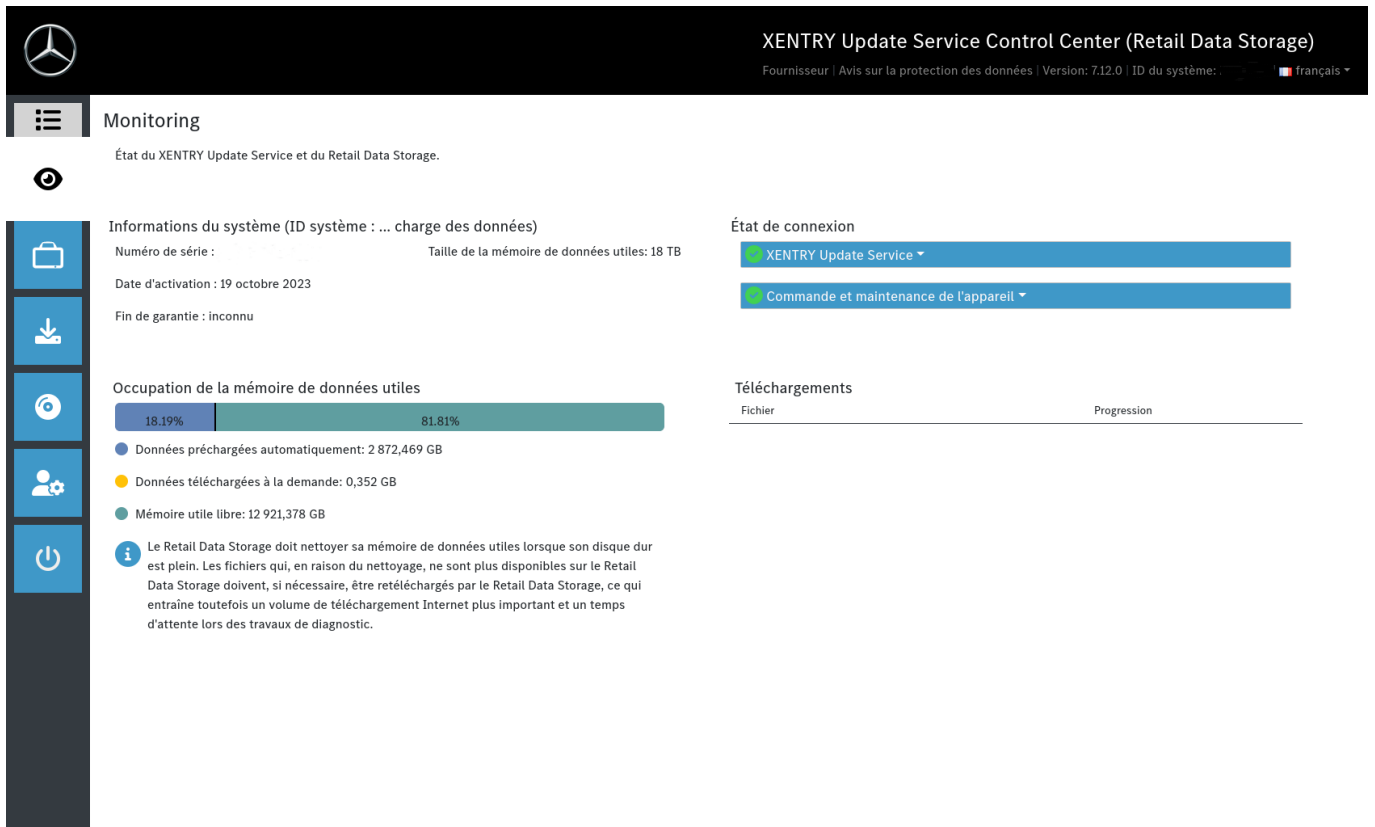 XENTRY Update Service Control Center (Retail Data Storage)
Fournisseur | Avis sur la protection des données | Version: 7.12.0 | ID du système: français
Monitoring
État du XENTRY Update Service et du Retail Data Storage.
Informations du système (ID système : ... charge des données)
Numéro de série :
Taille de la mémoire de données utiles: 18 TB
Date d'activation : 19 octobre 2023
Fin de garantie : inconnu
État de connexion
XENTRY Update Service
Commande et maintenance de l'appareil
Occupation de la mémoire de données utiles
18.19% 81.81%
Données préchargées automatiquement: 2 872,469 GB
Données téléchargées à la demande: 0,352 GB
Mémoire utile libre: 12 921,378 GB
Le Retail Data Storage doit nettoyer sa mémoire de données utiles lorsque son disque dur
est plein. Les fichiers qui, en raison du nettoyage, ne sont plus disponibles sur le Retail
Data Storage doivent, si nécessaire, être retéléchargés par le Retail Data Storage, ce qui
entraîne toutefois un volume de téléchargement Internet plus important et un temps
d'attente lors des travaux de diagnostic.
Téléchargements
Fichier Progression